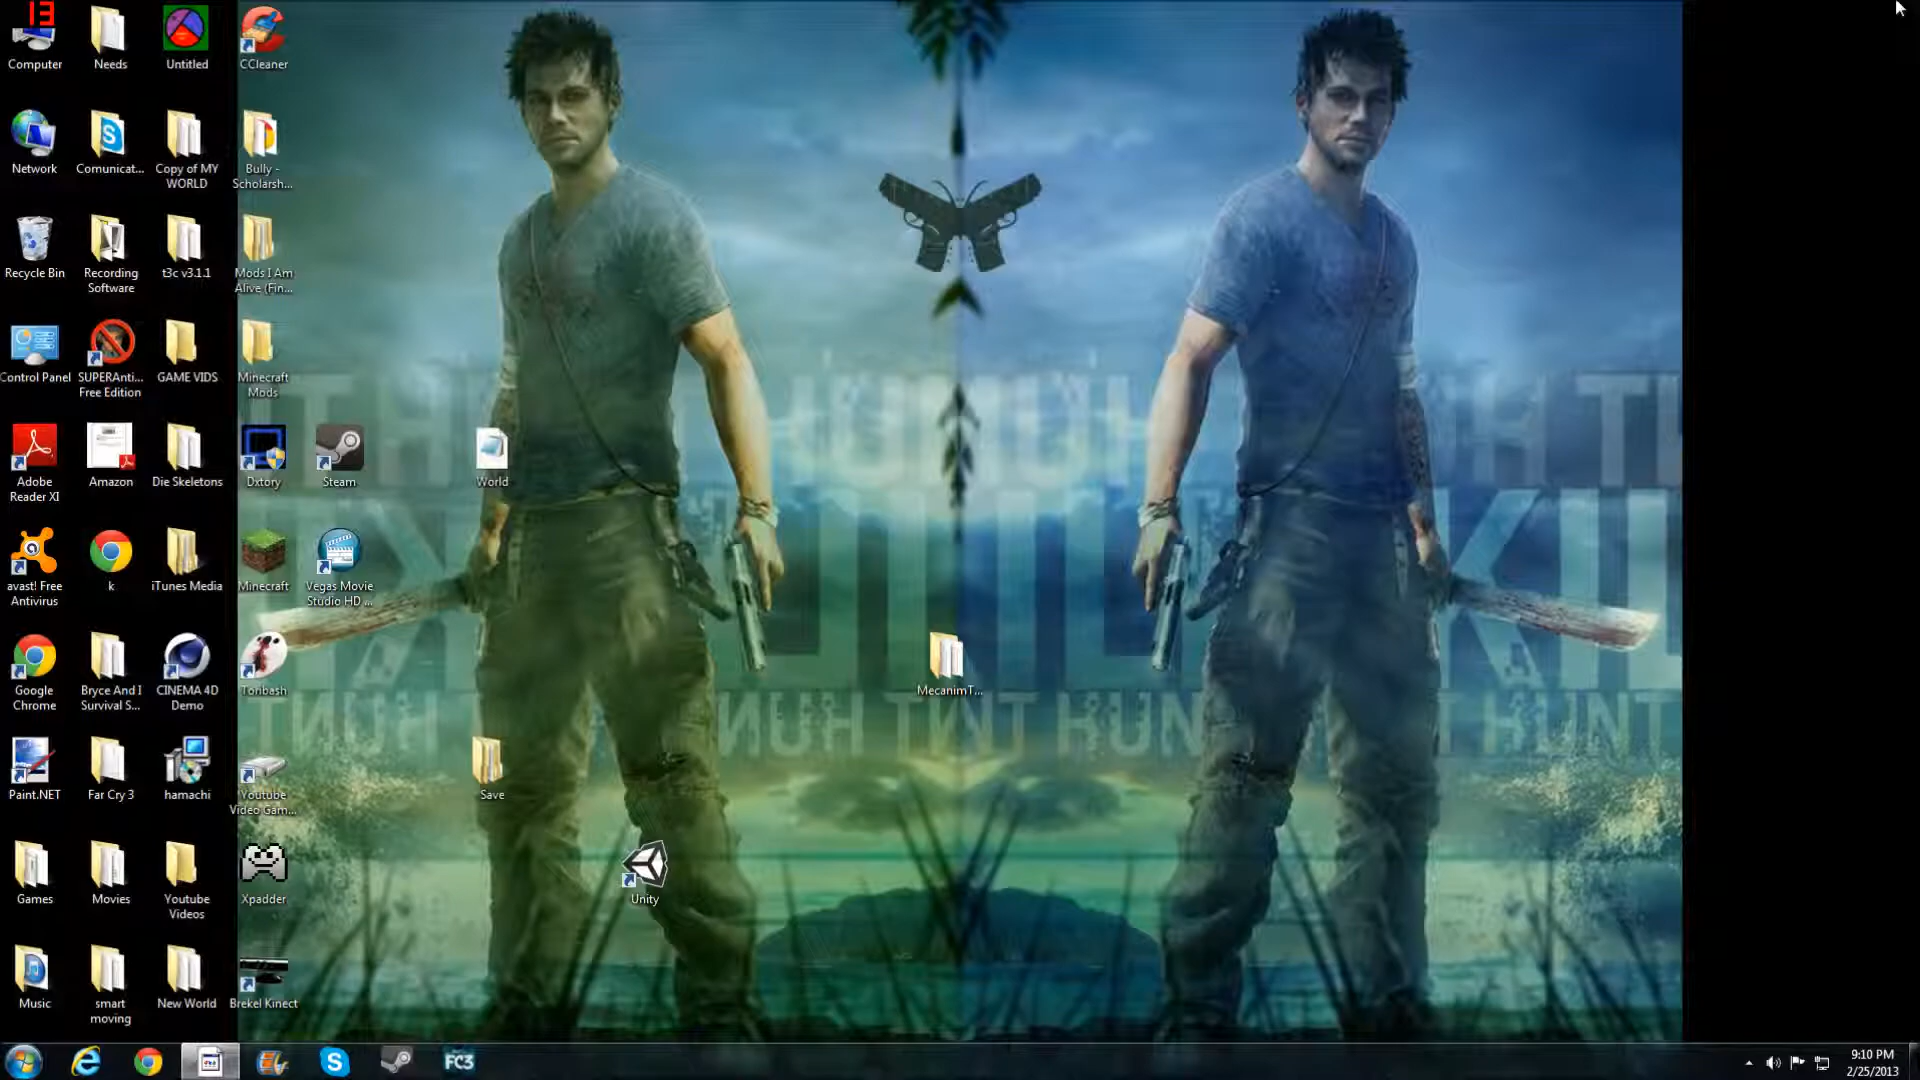 13
Computer
Needs
Untitled
CCleaner
Network
Comunicat...
Copy of MY
WORLD
Bully -
Scholarsh...
Recycle Bin
Recording
Software
t3c v3.1.1
Mods I Am
Alive (Fin...
Control Panel
SUPERAnti...
Free Edition
GAME VIDS
Minecraft
Mods
Adobe
Reader XI
Amazon
Die Skeletons
Dxtory
Steam
World
avast! Free
Antivirus
k
iTunes Media
Minecraft
Vegas Movie
Studio HD ...
Google
Chrome
Bryce And I
Survival S...
CINEMA 4D
Demo
Toribash
MecanimT...
HUNT
TNT HUNT
Paint.NET
Far Cry 3
hamachi
Youtube
Video Gam...
Save
Games
Movies
Youtube
Videos
Xpadder
Unity
Music
smart
moving
New World
Brekel Kinect
FC3
9:10 PM
2/25/2013